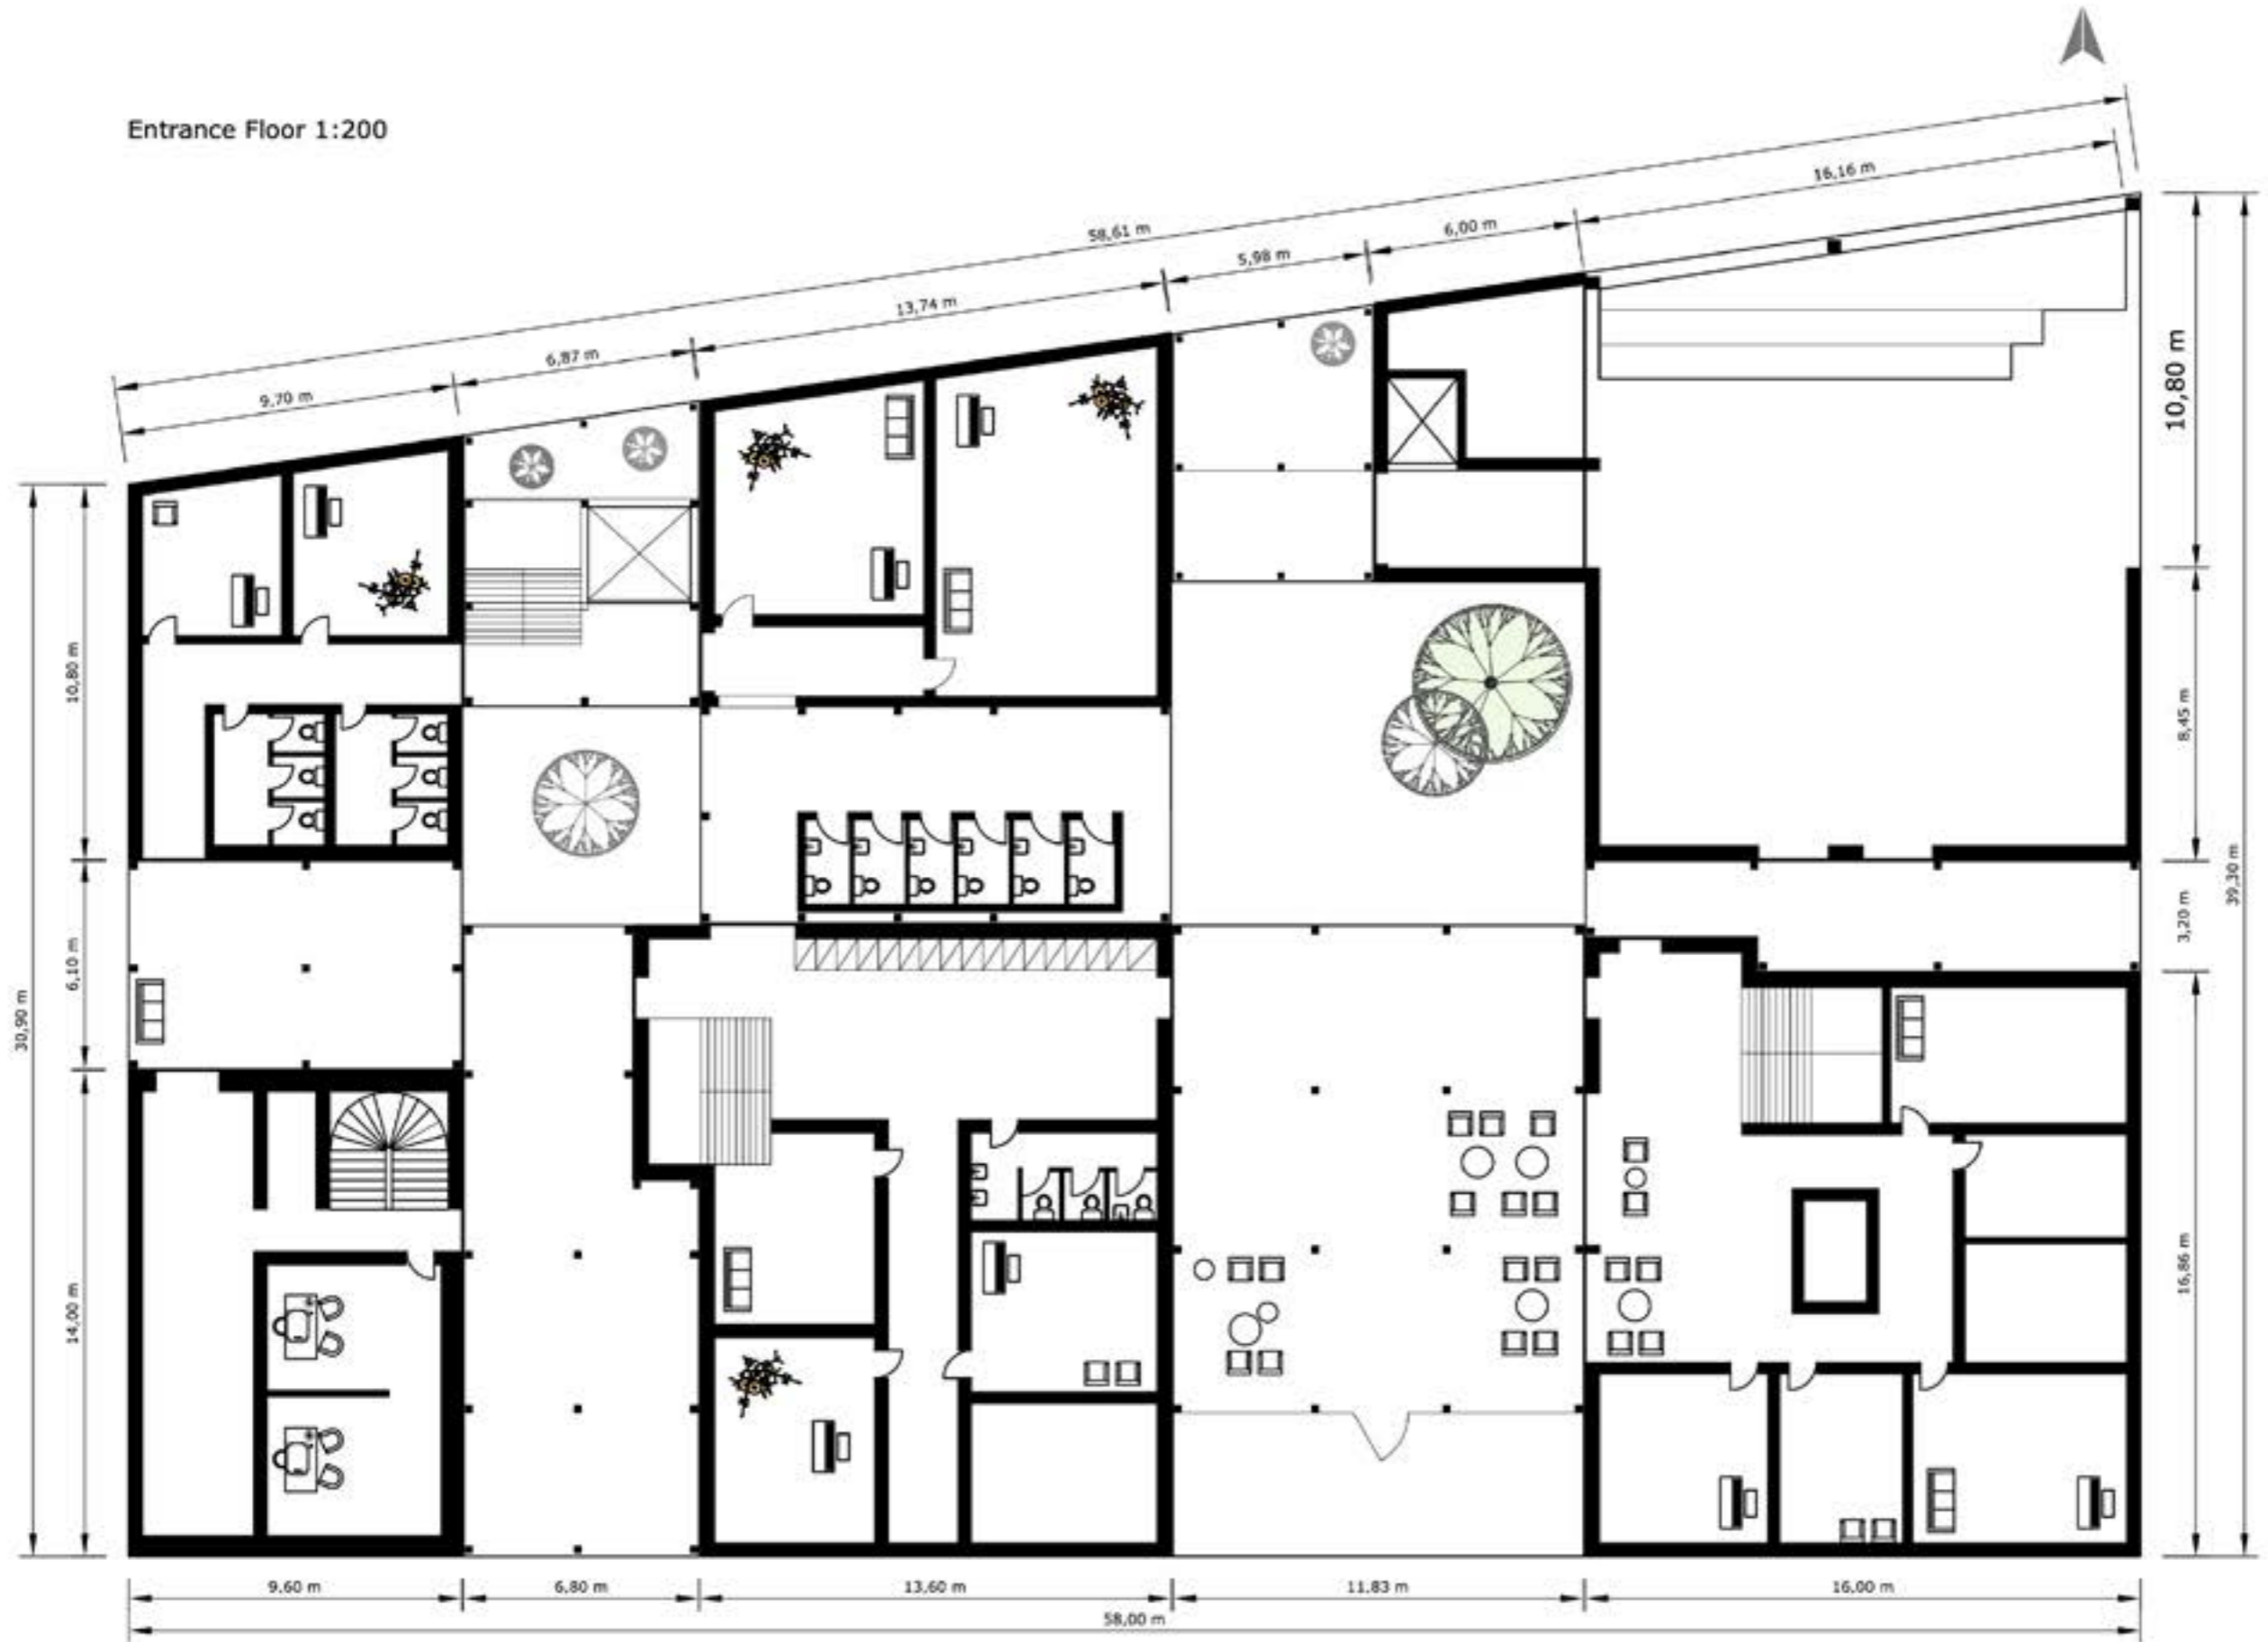 Entrance Floor 1:200
16,16 m
58,61 m
6,00 m
5,98 m
13,74 m
6,87 m
9,70 m
10,80 m
10,80 m
8,45 m
39,30 m
3,20 m
6,10 m
30,90 m
16,86 m
14,00 m
9,60 m
6,80 m
13,60 m
11,83 m
16,00 m
58,00 m